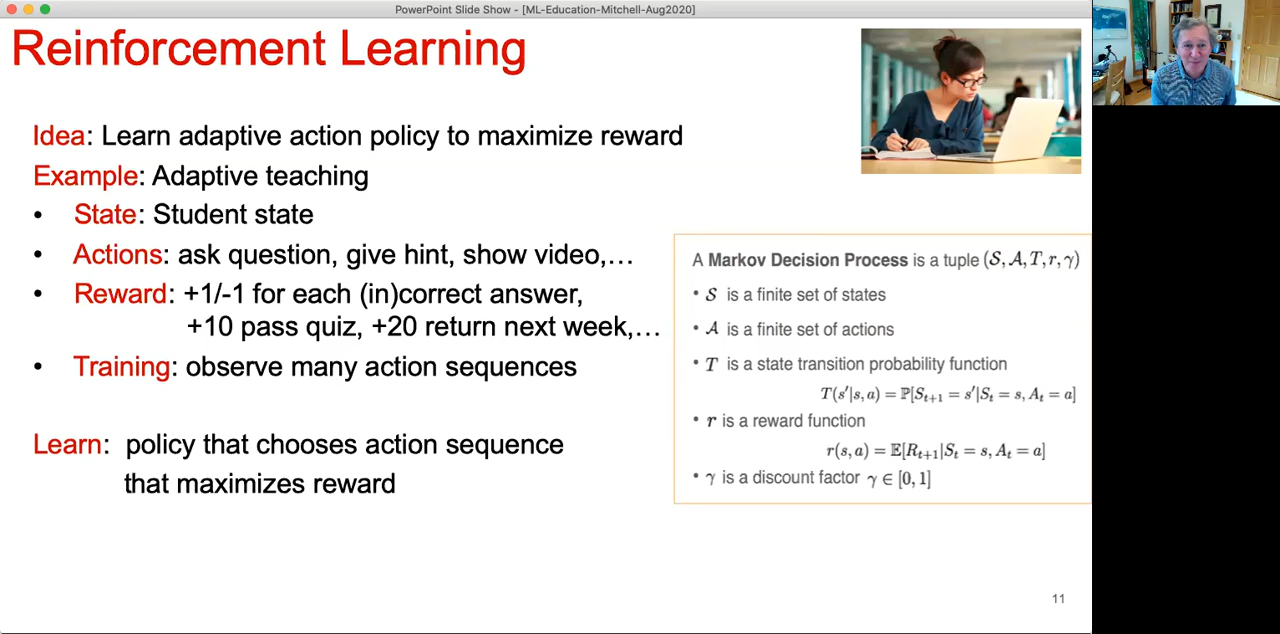 PowerPoint Slide Show - [ML-Education-Mitchell-Aug2020]
Reinforcement Learning
Idea: Learn adaptive action policy to maximize reward
Example: Adaptive teaching
• State: Student state
• Actions: ask question, give hint, show video,…
• Reward: +1/-1 for each (in)correct answer,
+10 pass quiz, +20 return next week,…
• Training: observe many action sequences
Learn: policy that chooses action sequence
that maximizes reward
A Markov Decision Process is a tuple (𝒮, 𝒜, T, r, γ)
• 𝒮 is a finite set of states
• 𝒜 is a finite set of actions
• T is a state transition probability function
T(s′|s, a) = ℙ[Sₜ₊₁ = s′|Sₜ = s, Aₜ = a]
• r is a reward function
r(s, a) = 𝔼[Rₜ₊₁|Sₜ = s, Aₜ = a]
• γ is a discount factor γ ∈ [0, 1]
11